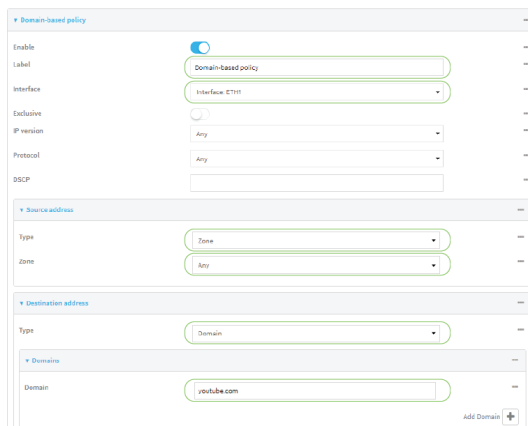 Domain-based policy
Enable
Label Domain-based policy
Interface Interface: ETH1
Exclusive
IP version Any
Protocol Any
DSCP
Source address
Type Zone
Zone Any
Destination address
Type Domain
Domains
Domain youtube.com
Add Domain